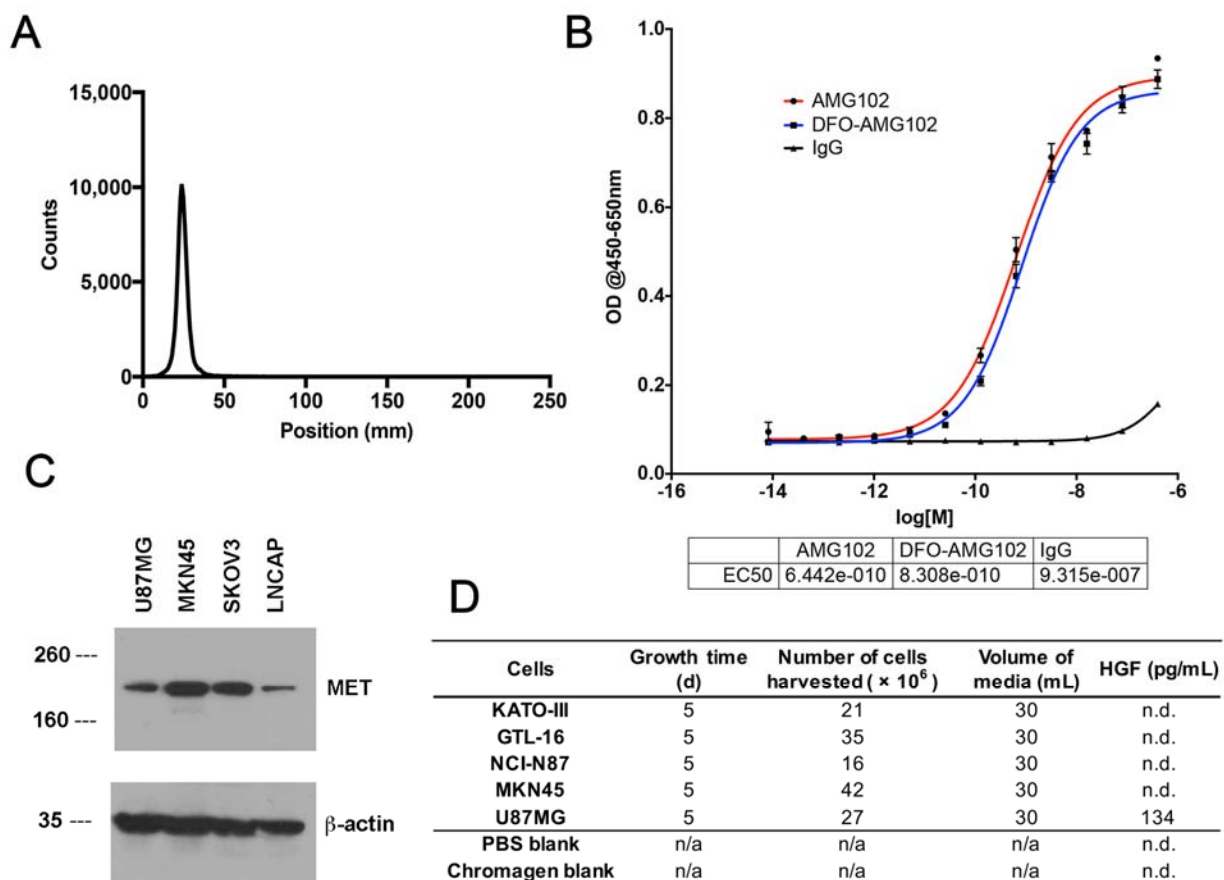 A
15,000
10,000
5,000
0
Counts
0 50 100 150 200 250
Position (mm)
B
1.0
0.8
0.6
0.4
0.2
0.0
OD @450-650nm
AMG102
DFO-AMG102
IgG
-16 -14 -12 -10 -8 -6
log[M]
AMG102 DFO-AMG102 IgG
EC50 6.442e-010 8.308e-010 9.315e-007
C
U87MG
MKN45
SKOV3
LNCAP
260 ---
MET
160 ---
35 ---
β-actin
D
Cells Growth time (d) Number of cells harvested ( × 10⁶) Volume of media (mL) HGF (pg/mL)
KATO-III 5 21 30 n.d.
GTL-16 5 35 30 n.d.
NCI-N87 5 16 30 n.d.
MKN45 5 42 30 n.d.
U87MG 5 27 30 134
PBS blank n/a n/a n/a n.d.
Chromagen blank n/a n/a n/a n.d.